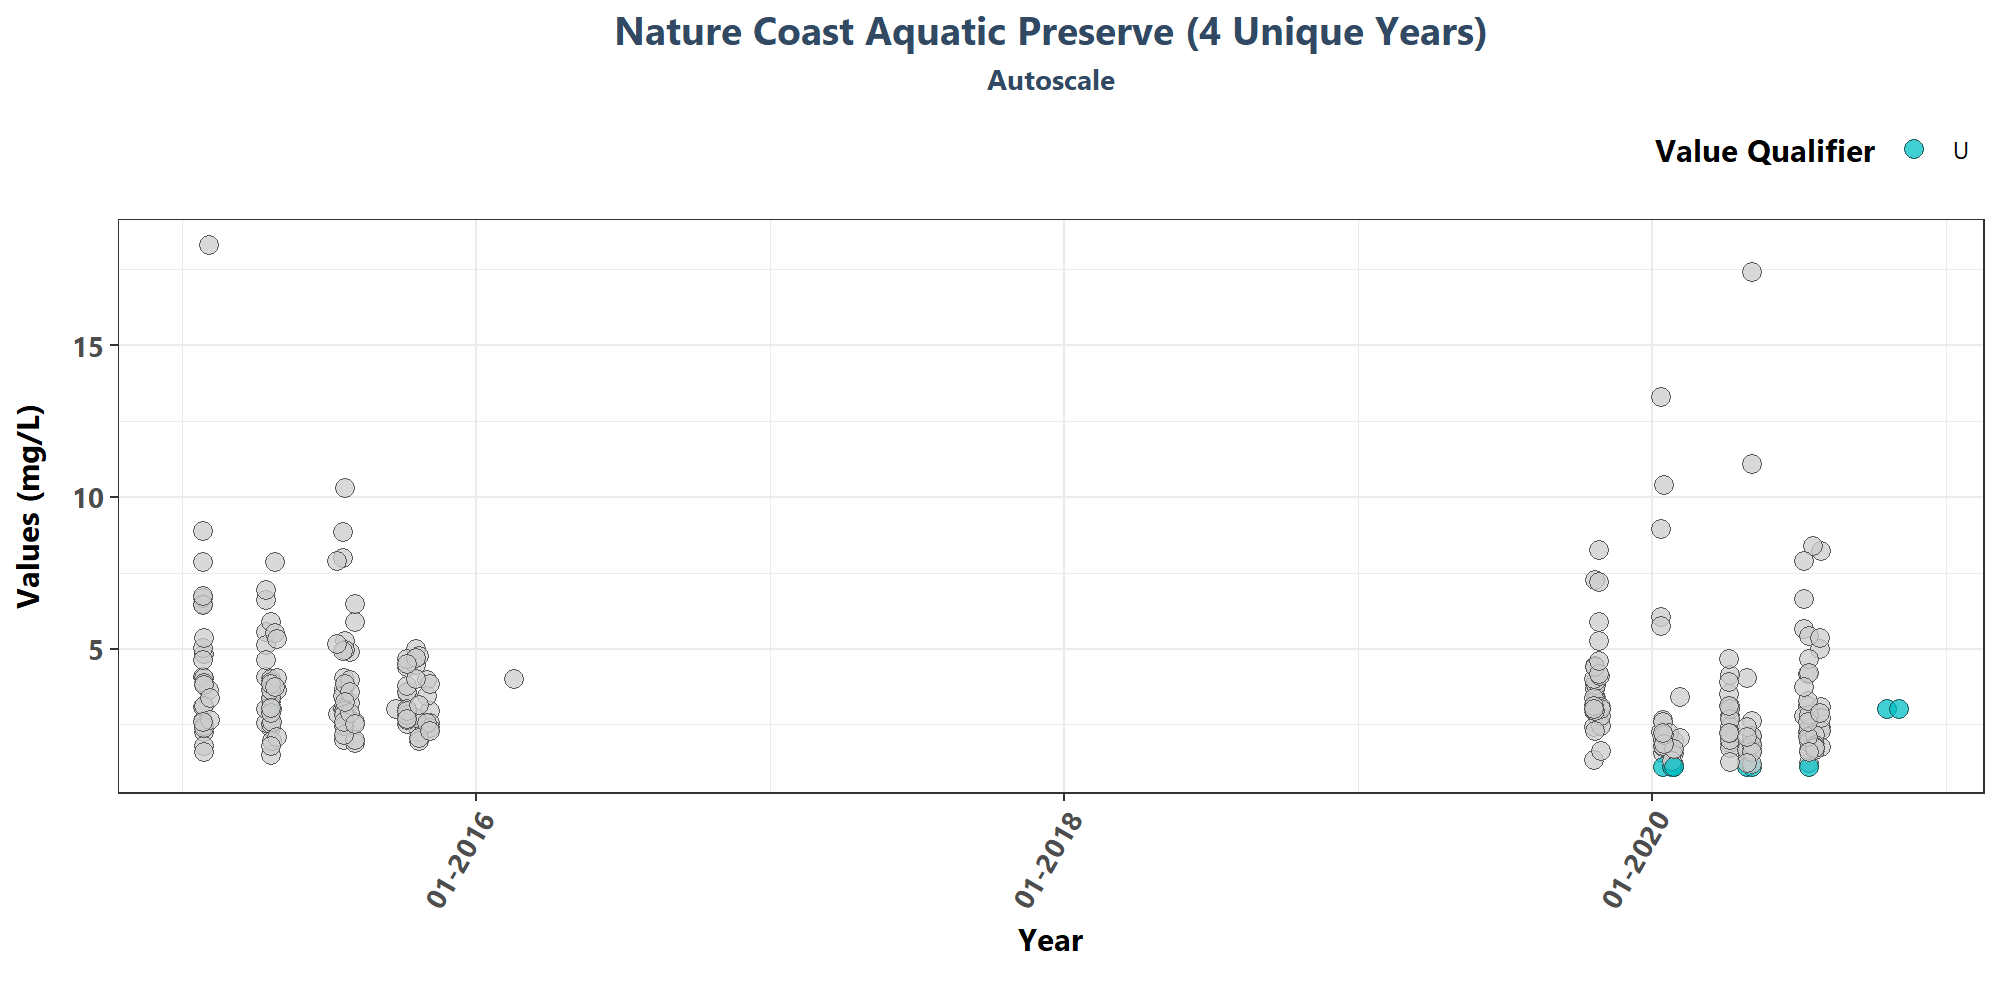 Nature Coast Aquatic Preserve (4 Unique Years)
Autoscale
Value Qualifier U
Values (mg/L)
15
10
5
01-2016
01-2018
01-2020
Year